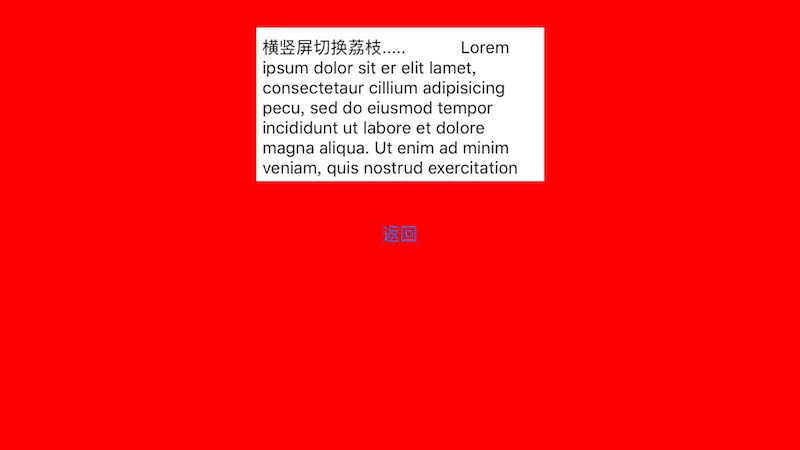 横竖屏切换荔枝..... Lorem
ipsum dolor sit er elit lamet,
consectetaur cillium adipisicing
pecu, sed do eiusmod tempor
incididunt ut labore et dolore
magna aliqua. Ut enim ad minim
veniam, quis nostrud exercitation
返回